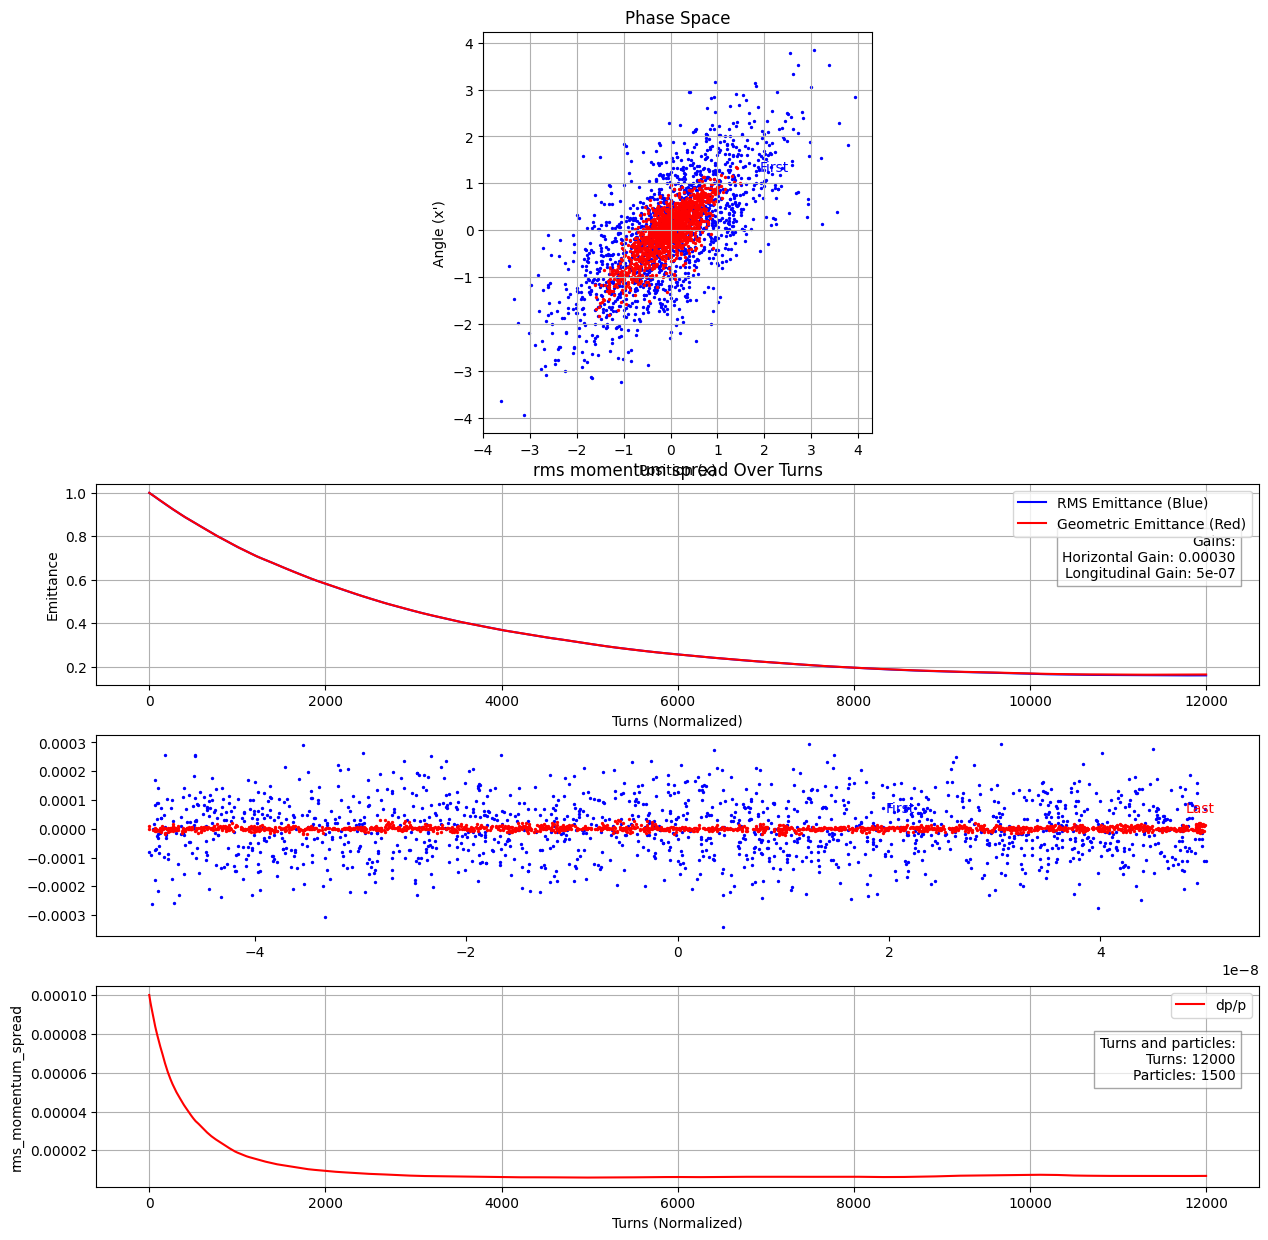 Phase Space
4
3
2
1
0
−1
−2
−3
−4
Angle (x')
First
−4 −3 −2 −1 0 1 2 3 4
Position (x)
rms momentum spread Over Turns
1.0
0.8
0.6
0.4
0.2
Emittance
RMS Emittance (Blue)
Geometric Emittance (Red)
Gains:
Horizontal Gain: 0.00030
Longitudinal Gain: 5e-07
0 2000 4000 6000 8000 10000 12000
Turns (Normalized)
0.0003
0.0002
0.0001
0.0000
−0.0001
−0.0002
−0.0003
First
Last
−4 −2 0 2 4
1e−8
0.00010
0.00008
0.00006
0.00004
0.00002
rms_momentum_spread
dp/p
Turns and particles:
Turns: 12000
Particles: 1500
0 2000 4000 6000 8000 10000 12000
Turns (Normalized)